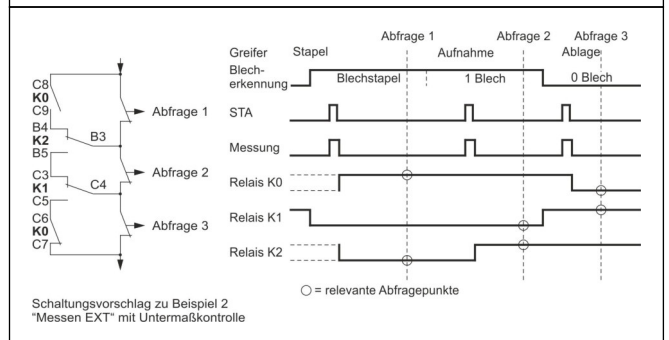 Abfrage 1 Abfrage 2 Abfrage 3
Greifer Stapel Aufnahme Ablage
Blech-
erkennung Blechstapel 1 Blech 0 Blech
STA
Messung
Relais K0
Relais K1
Relais K2
C8
K0
C9
B4
K2 B3
B5
C3
K1 C4
C5
C6
K0
C7
Abfrage 1
Abfrage 2
Abfrage 3
= relevante Abfragepunkte
Schaltungsvorschlag zu Beispiel 2
"Messen EXT“ mit Untermaßkontrolle